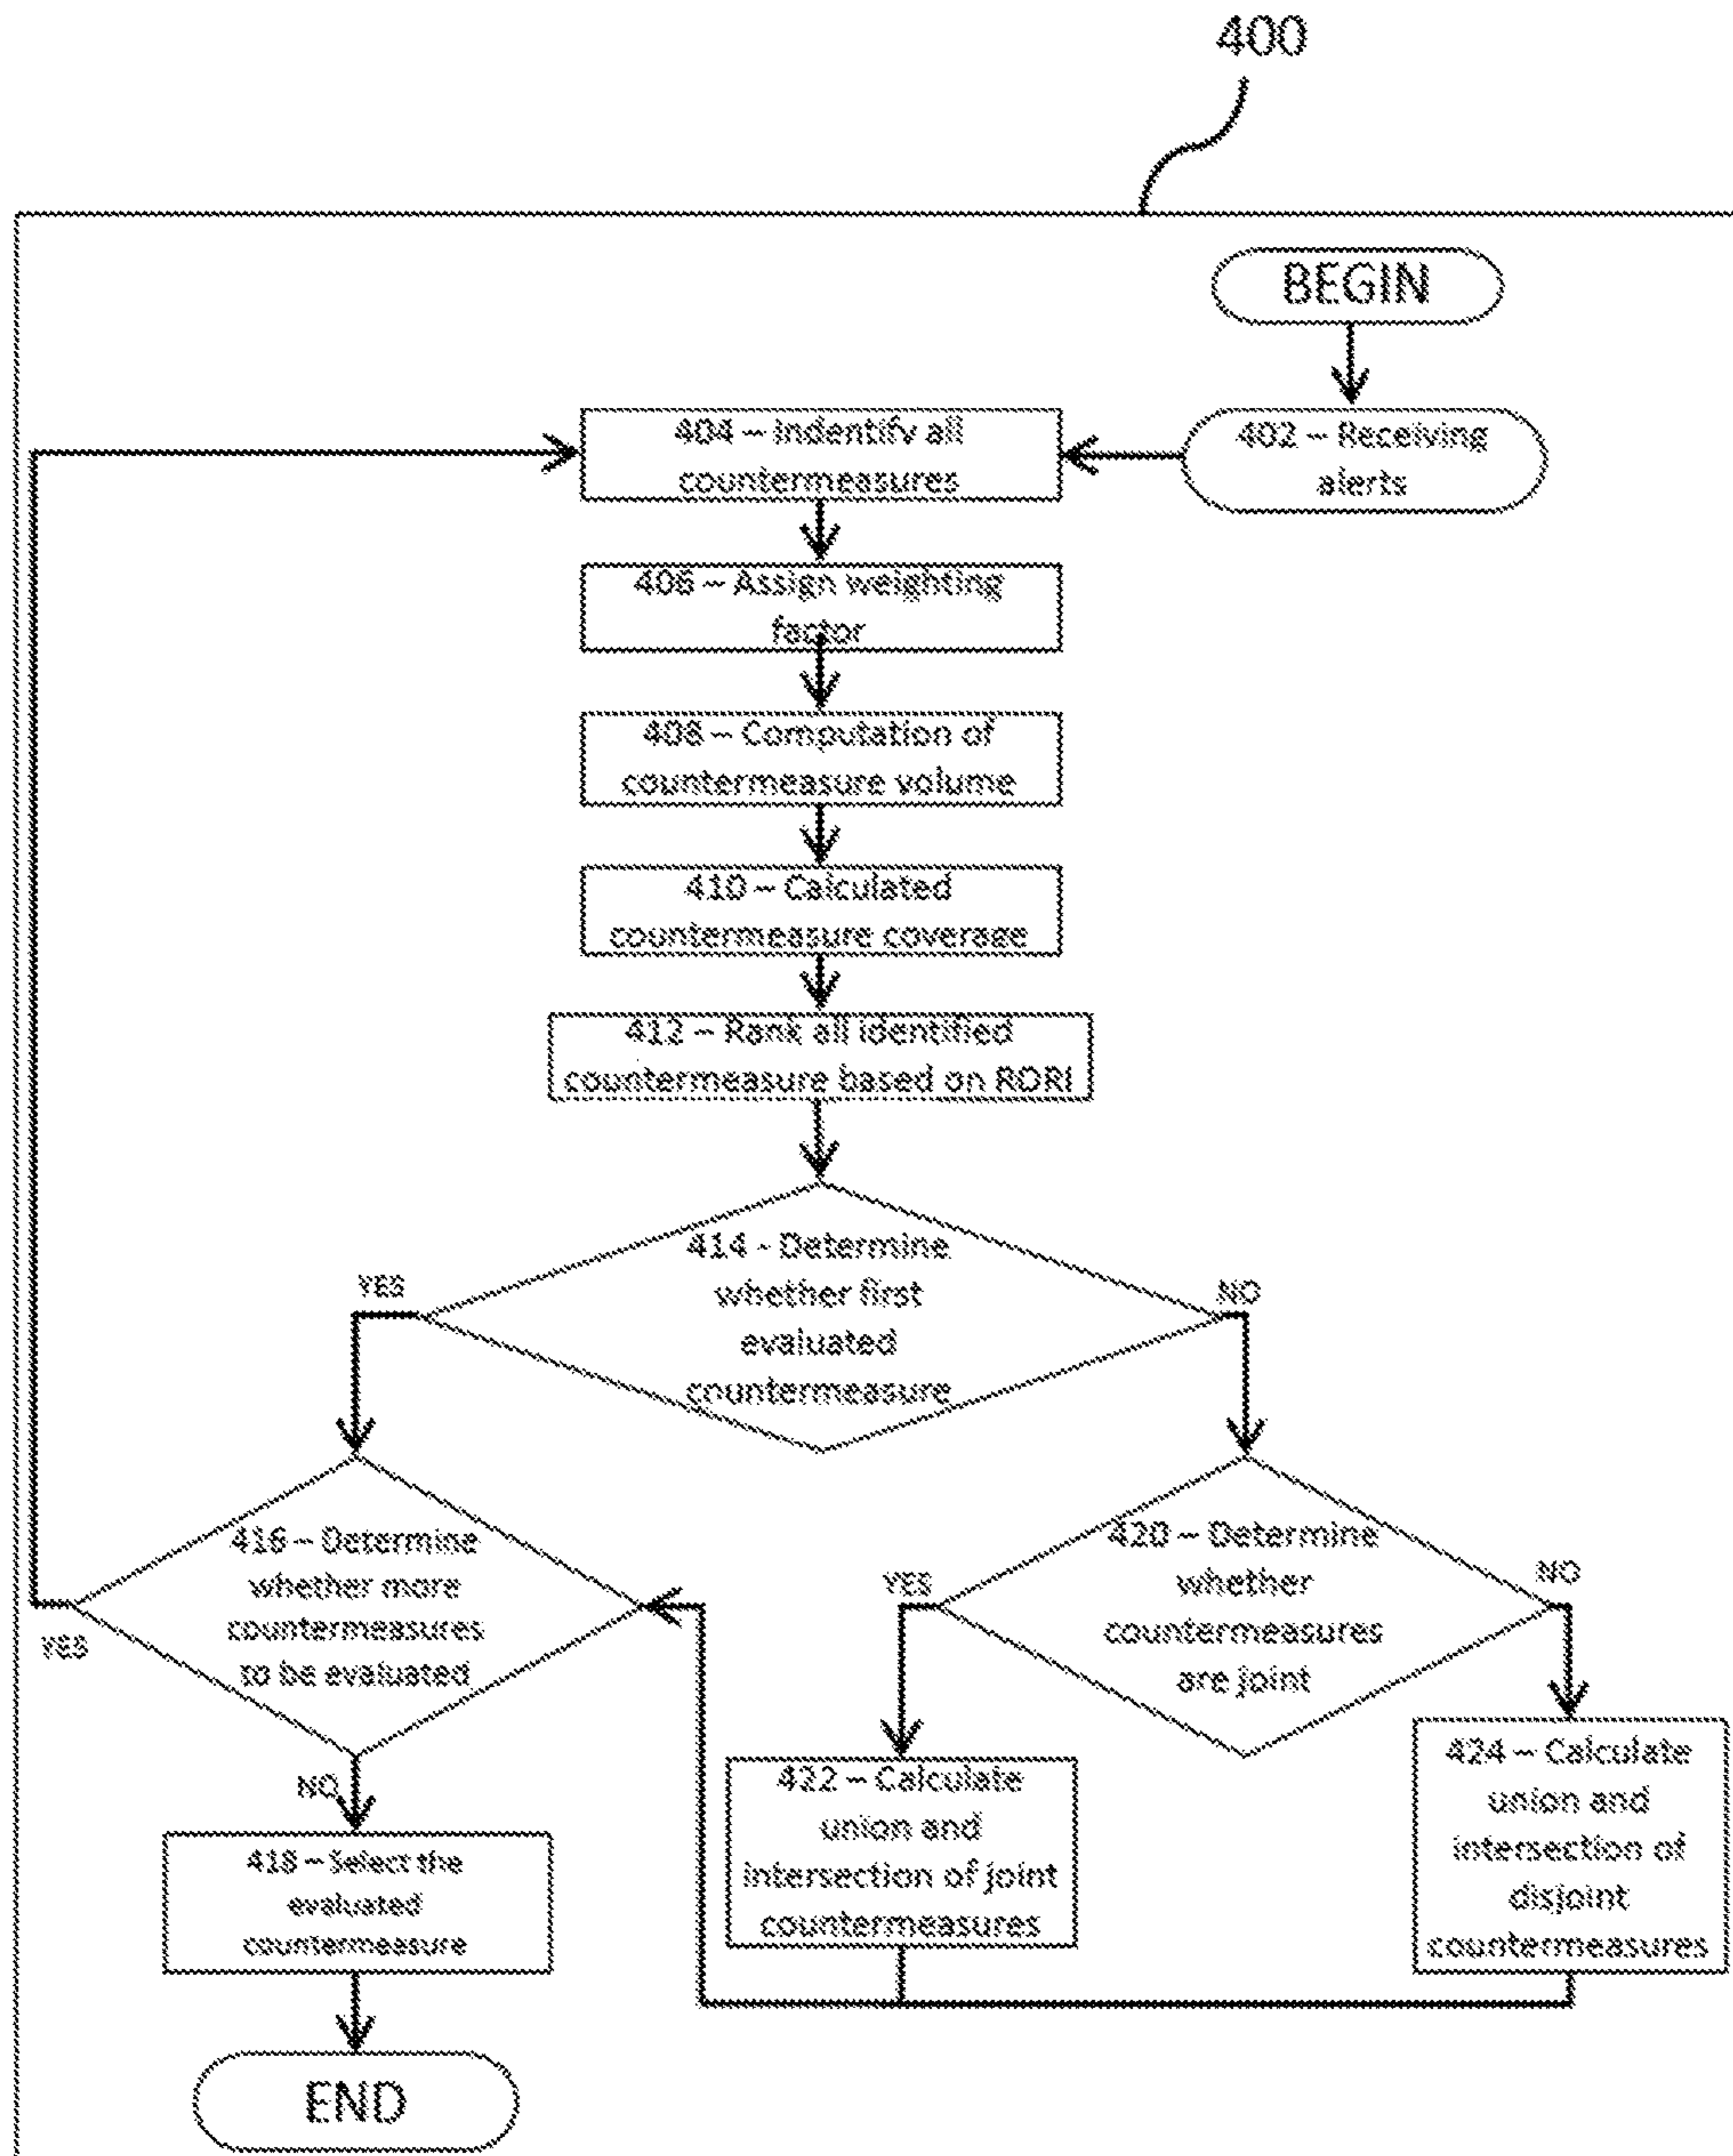 400
BEGIN
402 – Receiving
alerts
404 – Indentify all
countermeasures
406 – Assign weighting
factor
408 – Computation of
countermeasure volume
410 – Calculated
countermeasure coverage
412 – Rank all identified
countermeasure based on RORI
414 - Determine
whether first
evaluated
countermeasure
YES
NO
416 – Determine
whether more
countermeasures
to be evaluated
YES
NO
420 – Determine
whether
countermeasures
are joint
YES
NO
418 – Select the
evaluated
countermeasure
422 – Calculate
union and
intersection of joint
countermeasures
424 – Calculate
union and
intersection of
disjoint
countermeasures
END